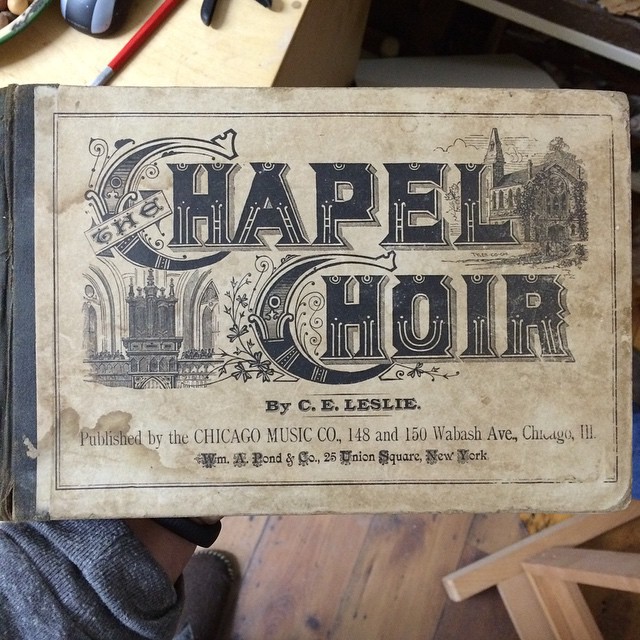 THE CHAPEL
CHOIR
By C. E. LESLIE.
Published by the CHICAGO MUSIC CO., 148 and 150 Wabash Ave., Chicago, Ill.
Wm. A. Pond & Co., 25 Union Square, New York